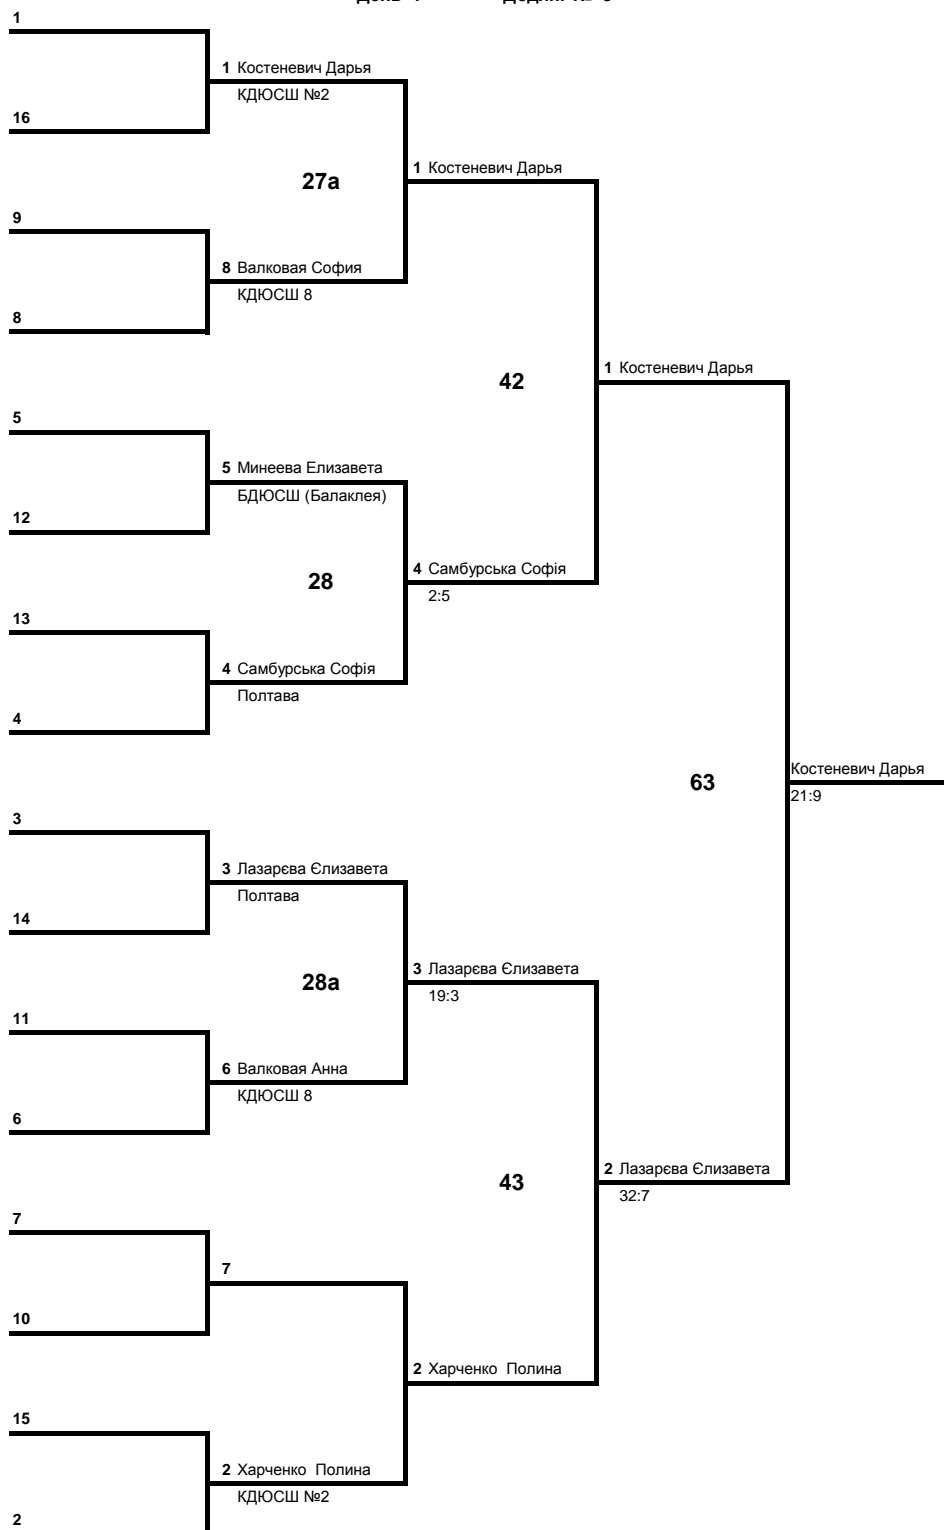 1
1 Костеневич Дарья
КДЮСШ №2
16
1 Костеневич Дарья
27а
9
8 Валковая София
КДЮСШ 8
8
1 Костеневич Дарья
42
5
5 Минеева Елизавета
БДЮСШ (Балаклея)
12
4 Самбурська Софія
28
2:5
13
4 Самбурська Софія
Полтава
4
Костеневич Дарья
63
21:9
3
3 Лазарєва Єлизавета
Полтава
14
3 Лазарєва Єлизавета
28а
19:3
11
6 Валковая Анна
КДЮСШ 8
6
2 Лазарєва Єлизавета
43
32:7
7
7
10
2 Харченко Полина
15
2 Харченко Полина
КДЮСШ №2
2